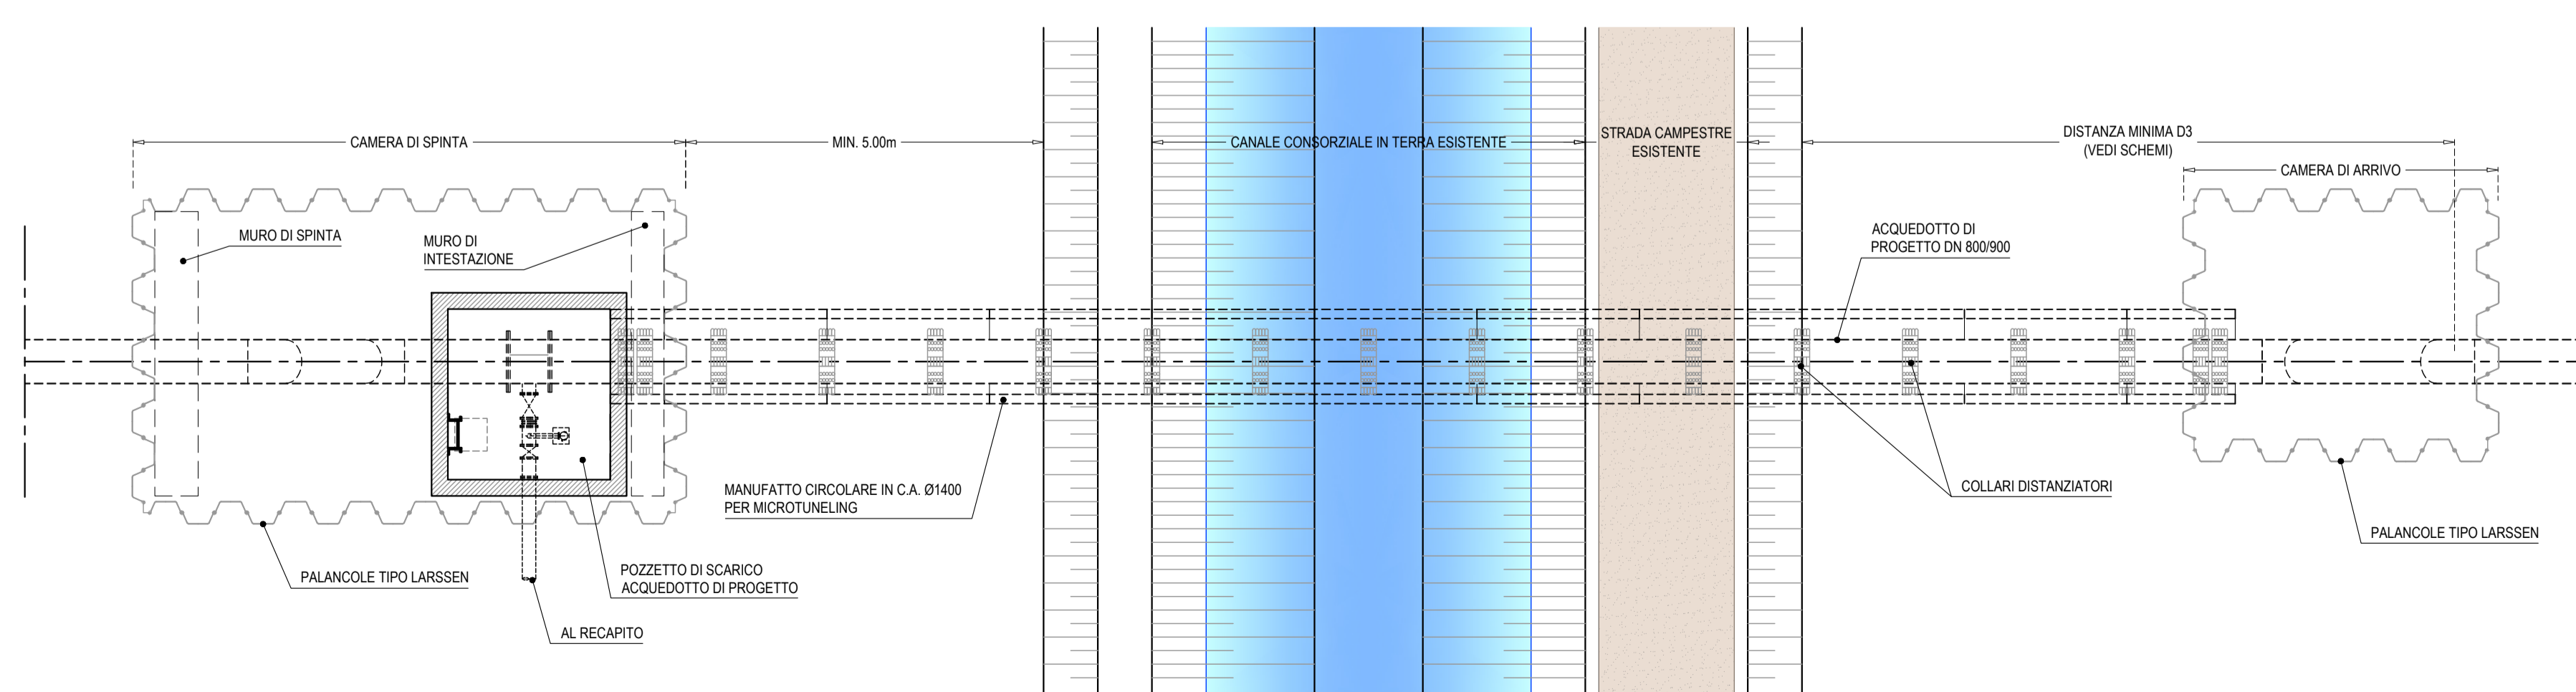 CAMERA DI SPINTA
MIN. 5.00m
CANALE CONSORZIALE IN TERRA ESISTENTE
STRADA CAMPESTRE
ESISTENTE
DISTANZA MINIMA D3
(VEDI SCHEMI)
CAMERA DI ARRIVO
MURO DI SPINTA
MURO DI
INTESTAZIONE
ACQUEDOTTO DI
PROGETTO DN 800/900
MANUFATTO CIRCOLARE IN C.A. Ø1400
PER MICROTUNELING
COLLARI DISTANZIATORI
PALANCOLE TIPO LARSSEN
PALANCOLE TIPO LARSSEN
POZZETTO DI SCARICO
ACQUEDOTTO DI PROGETTO
AL RECAPITO